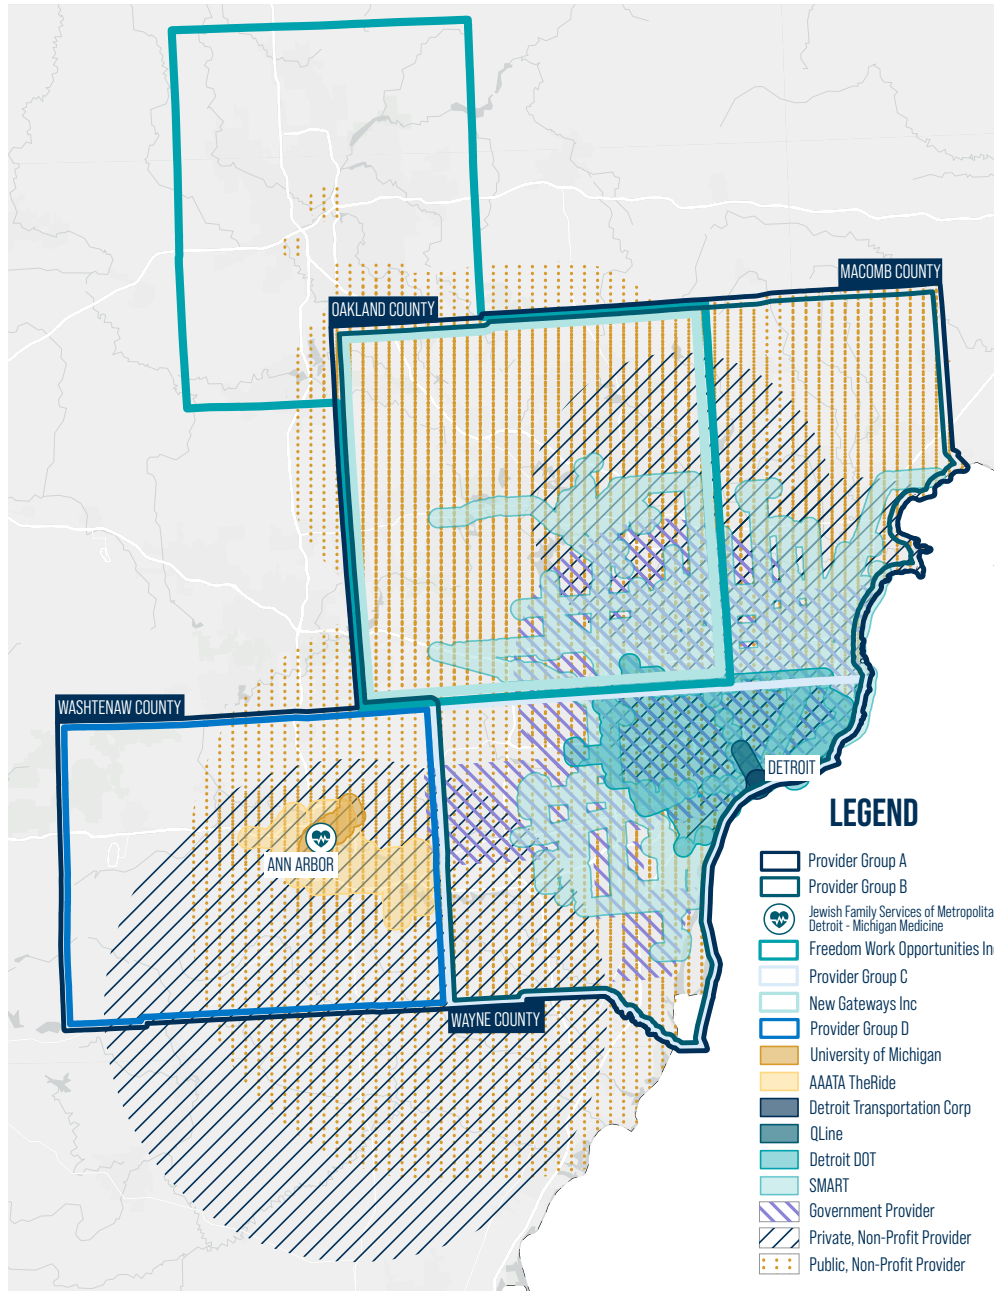 MACOMB COUNTY
OAKLAND COUNTY
WASHTENAW COUNTY
DETROIT
ANN ARBOR
WAYNE COUNTY
LEGEND
Provider Group A
Provider Group B
Jewish Family Services of Metropolita
Detroit - Michigan Medicine
Freedom Work Opportunities In
Provider Group C
New Gateways Inc
Provider Group D
University of Michigan
AAATA TheRide
Detroit Transportation Corp
QLine
Detroit DOT
SMART
Government Provider
Private, Non-Profit Provider
Public, Non-Profit Provider